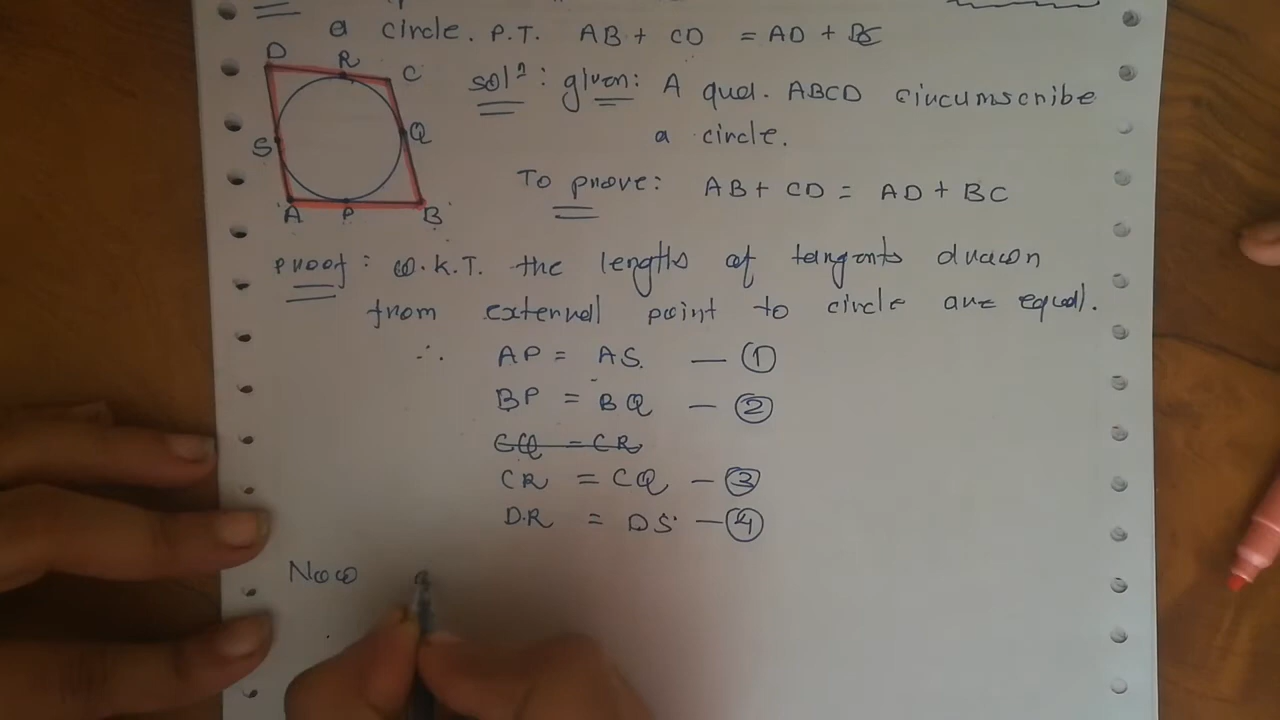 a circle. P.T. AB + CD = AD + BC
D R C
S Q
A P B
solⁿ: given: A quad. ABCD circumscribe
a circle.
To prove: AB + CD = AD + BC
proof: W.K.T. the lengths of tangents drawn
from external point to circle are equal.
∴ AP = AS. — ①
BP = BQ — ②
CQ = CR
CR = CQ — ③
DR = DS — ④
Now